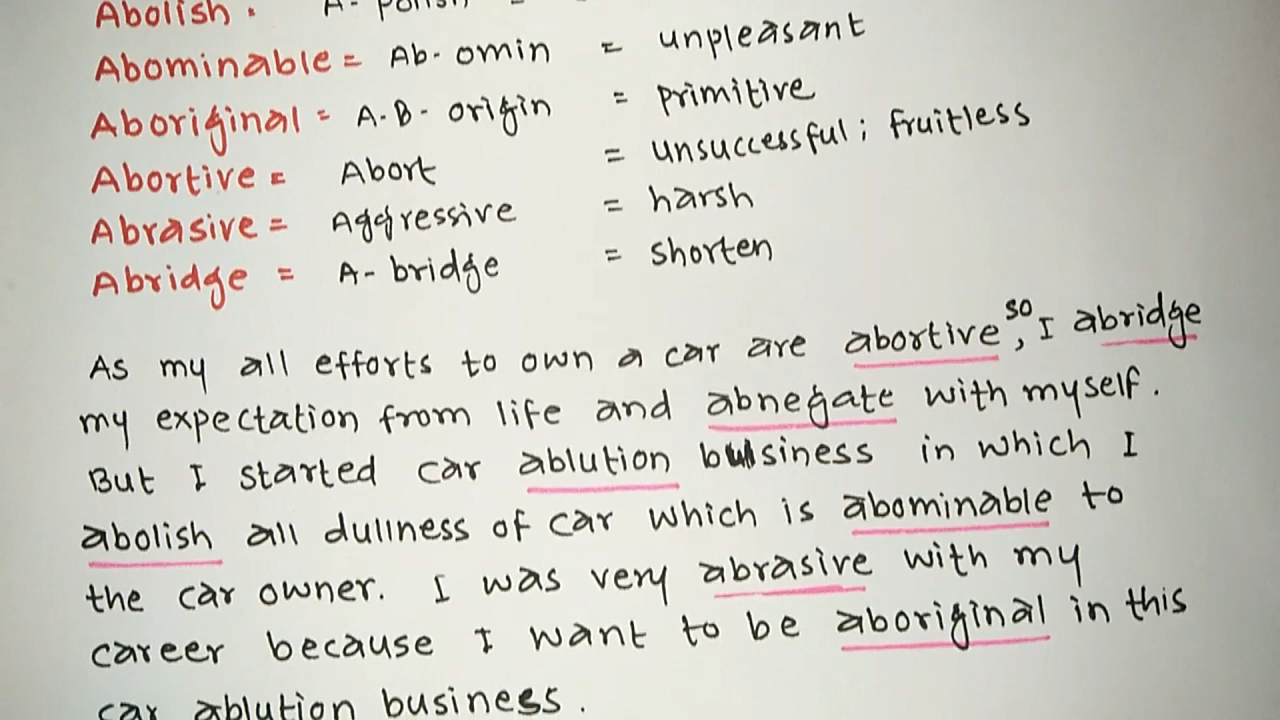 Abolish . A- polish =
Abominable = Ab- omin = unpleasant
Aboriginal = A-B- origin = primitive
Abortive = Abort = unsuccessful; fruitless
Abrasive = Aggressive = harsh
Abridge = A- bridge = shorten
As my all efforts to own a car are abortive, so I abridge
my expectation from life and abnegate with myself.
But I started car ablution business in which I
abolish all dullness of car which is abominable to
the car owner. I was very abrasive with my
career because I want to be aboriginal in this
car ablution business.